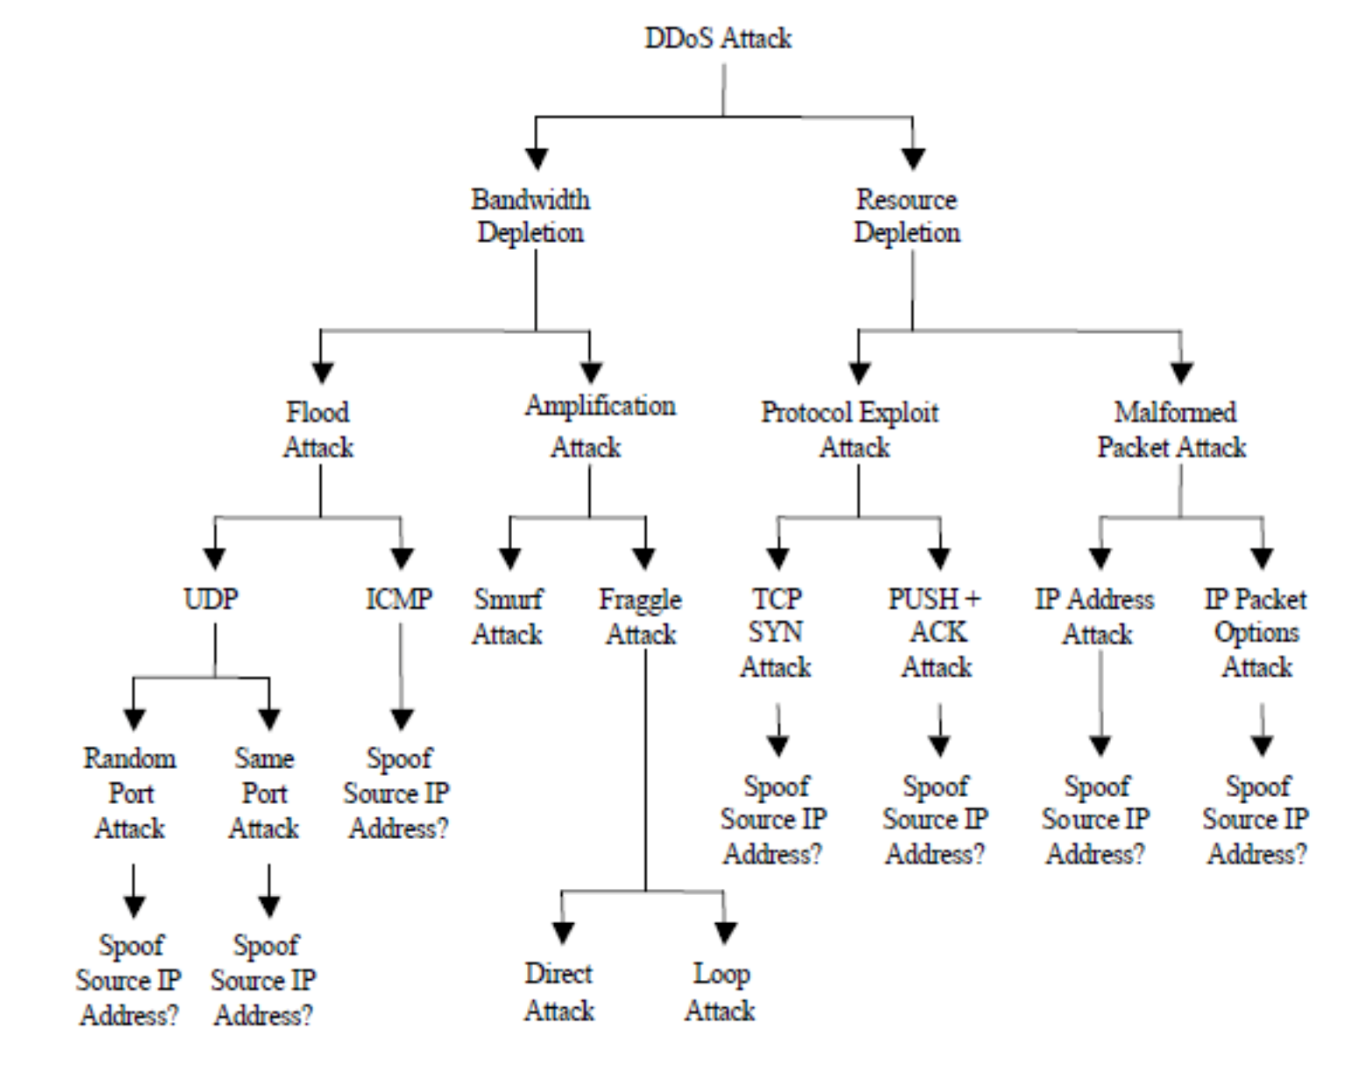 DDoS Attack
Bandwidth
Depletion
Resource
Depletion
Flood
Attack
Amplification
Attack
Protocol Exploit
Attack
Malformed
Packet Attack
UDP
ICMP
Smurf
Attack
Fraggle
Attack
TCP
SYN
Attack
PUSH +
ACK
Attack
IP Address
Attack
IP Packet
Options
Attack
Random
Port
Attack
Same
Port
Attack
Spoof
Source IP
Address?
Spoof
Source IP
Address?
Spoof
Source IP
Address?
Spoof
Source IP
Address?
Spoof
Source IP
Address?
Spoof
Source IP
Address?
Spoof
Source IP
Address?
Direct
Attack
Loop
Attack